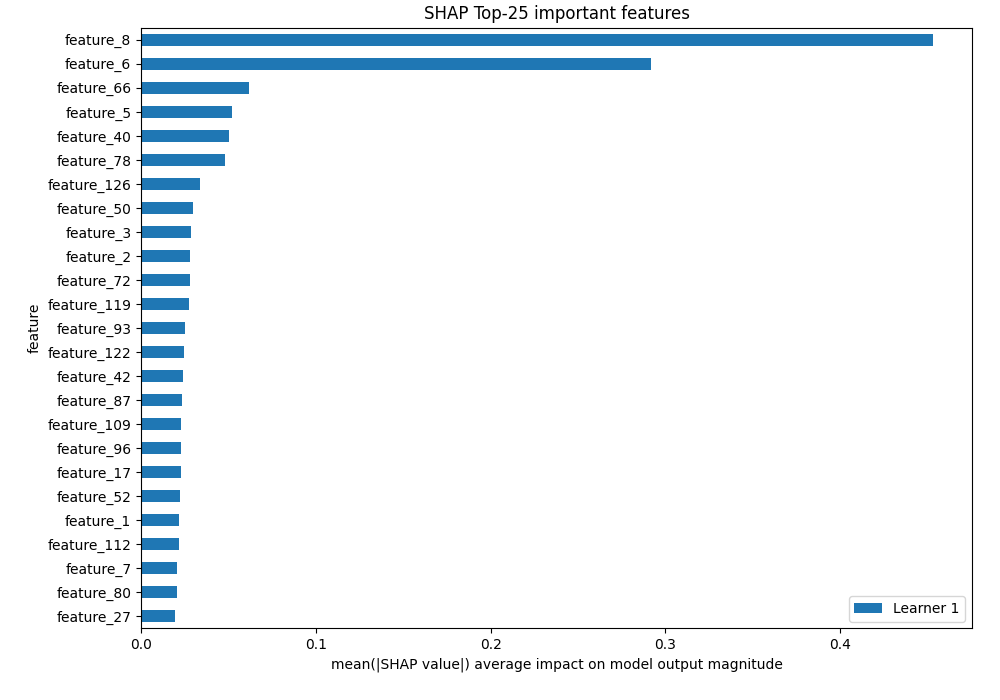 SHAP Top-25 important features
feature_8
feature_6
feature_66
feature_5
feature_40
feature_78
feature_126
feature_50
feature_3
feature_2
feature_72
feature_119
feature_93
feature_122
feature_42
feature_87
feature_109
feature_96
feature_17
feature_52
feature_1
feature_112
feature_7
feature_80
feature_27
feature
Learner 1
0.0 0.1 0.2 0.3 0.4
mean(|SHAP value|) average impact on model output magnitude